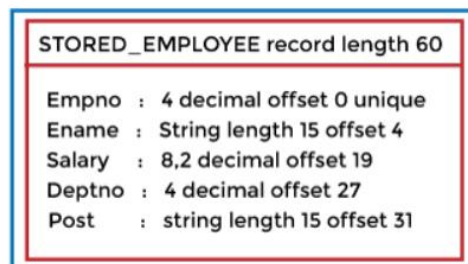 STORED_EMPLOYEE record length 60
Empno : 4 decimal offset 0 unique
Ename : String length 15 offset 4
Salary : 8,2 decimal offset 19
Deptno : 4 decimal offset 27
Post : string length 15 offset 31